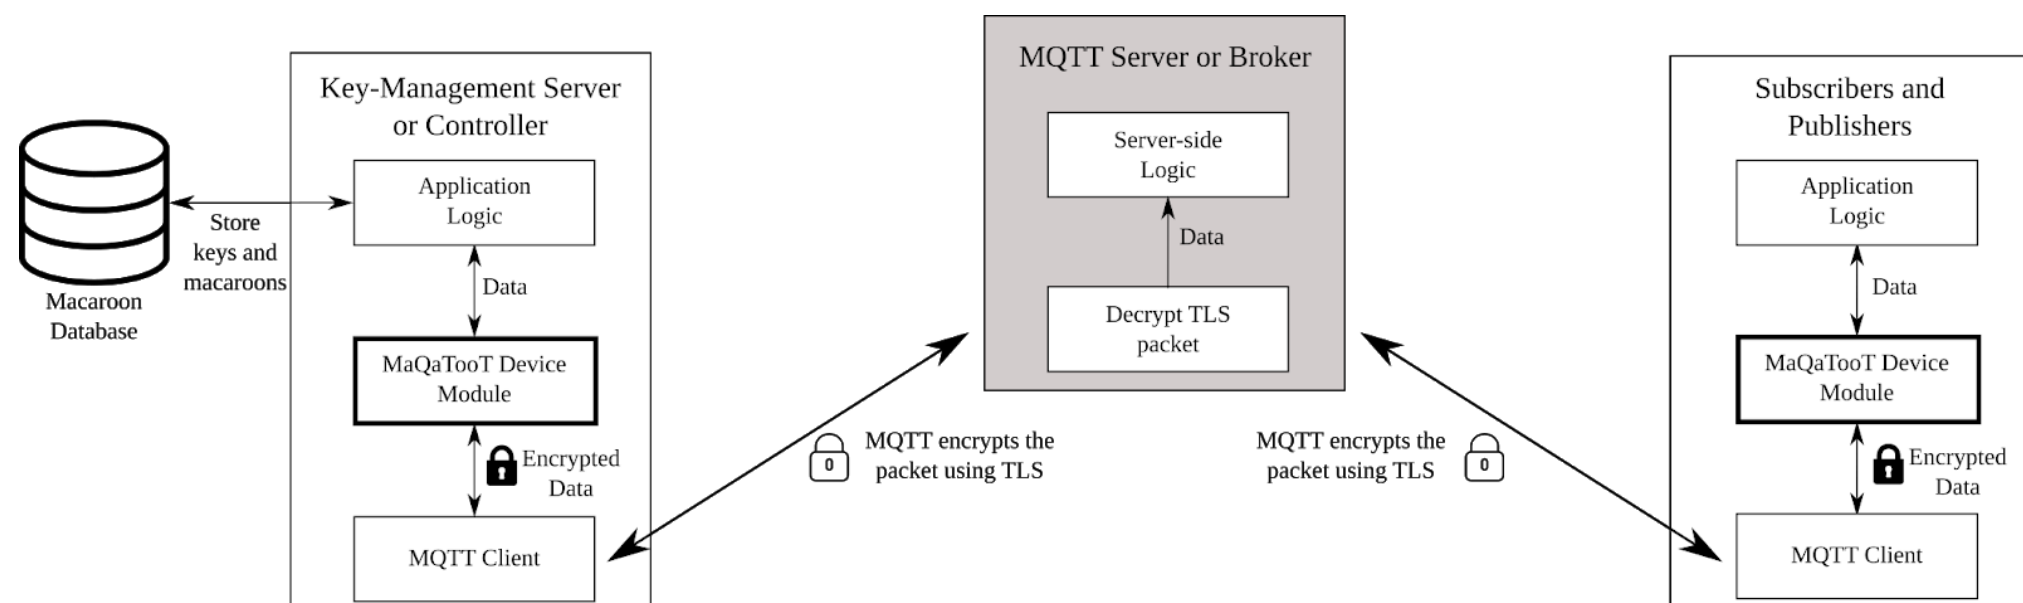 Key-Management Server
or Controller
Application
Logic
Store
keys and
macaroons
Macaroon
Database
Data
MaQaTooT Device
Module
Encrypted
Data
MQTT Client
MQTT encrypts the
packet using TLS
0
MQTT Server or Broker
Server-side
Logic
Data
Decrypt TLS
packet
MQTT encrypts the
packet using TLS
0
Subscribers and
Publishers
Application
Logic
Data
MaQaTooT Device
Module
Encrypted
Data
MQTT Client